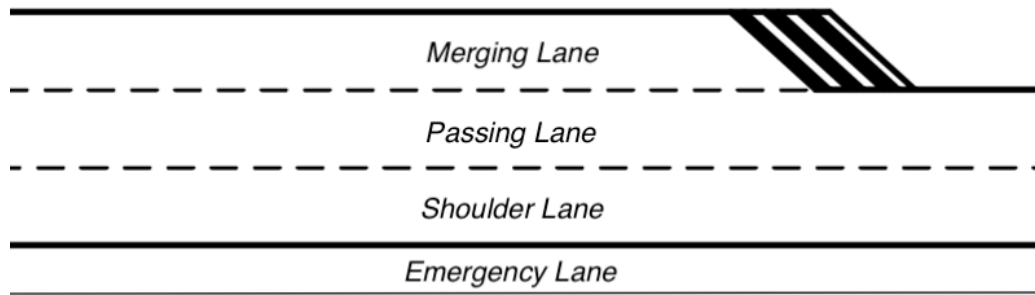 Merging Lane
Passing Lane
Shoulder Lane
Emergency Lane